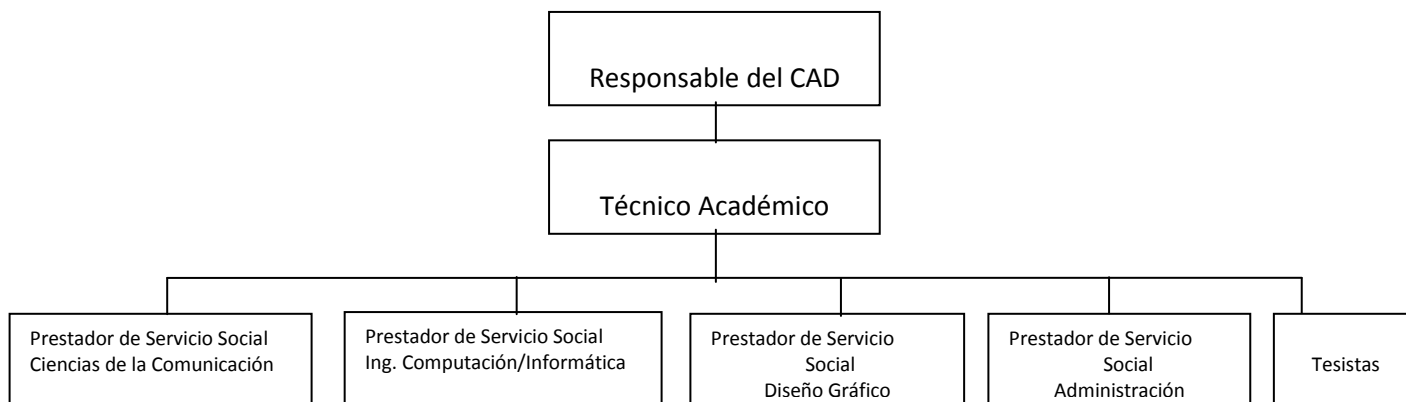 Responsable del CAD
Técnico Académico
Prestador de Servicio Social
Ciencias de la Comunicación
Prestador de Servicio Social
Ing. Computación/Informática
Prestador de Servicio
Social
Diseño Gráfico
Prestador de Servicio
Social
Administración
Tesistas